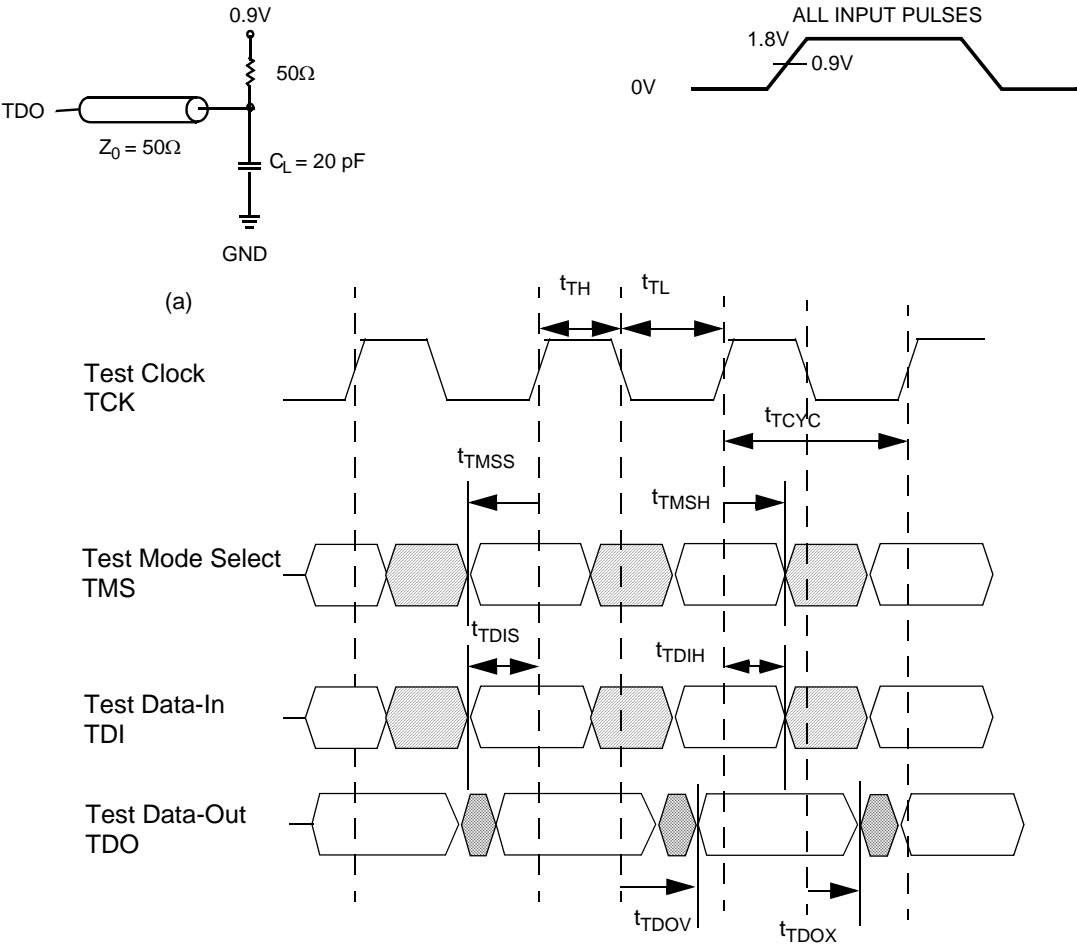 0.9V
50Ω
TDO
Z0 = 50Ω
CL = 20 pF
GND
(a)
ALL INPUT PULSES
1.8V
0.9V
0V
tTH
tTL
Test Clock
TCK
tTCYC
tTMSS
tTMSH
Test Mode Select
TMS
tTDIS
tTDIH
Test Data-In
TDI
Test Data-Out
TDO
tTDOV
tTDOX